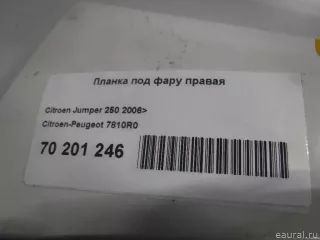 Планка под фару правая
Citroen Jumper 250 2006>
Citroen-Peugeot 7810R0
70 201 246
eaural.ru